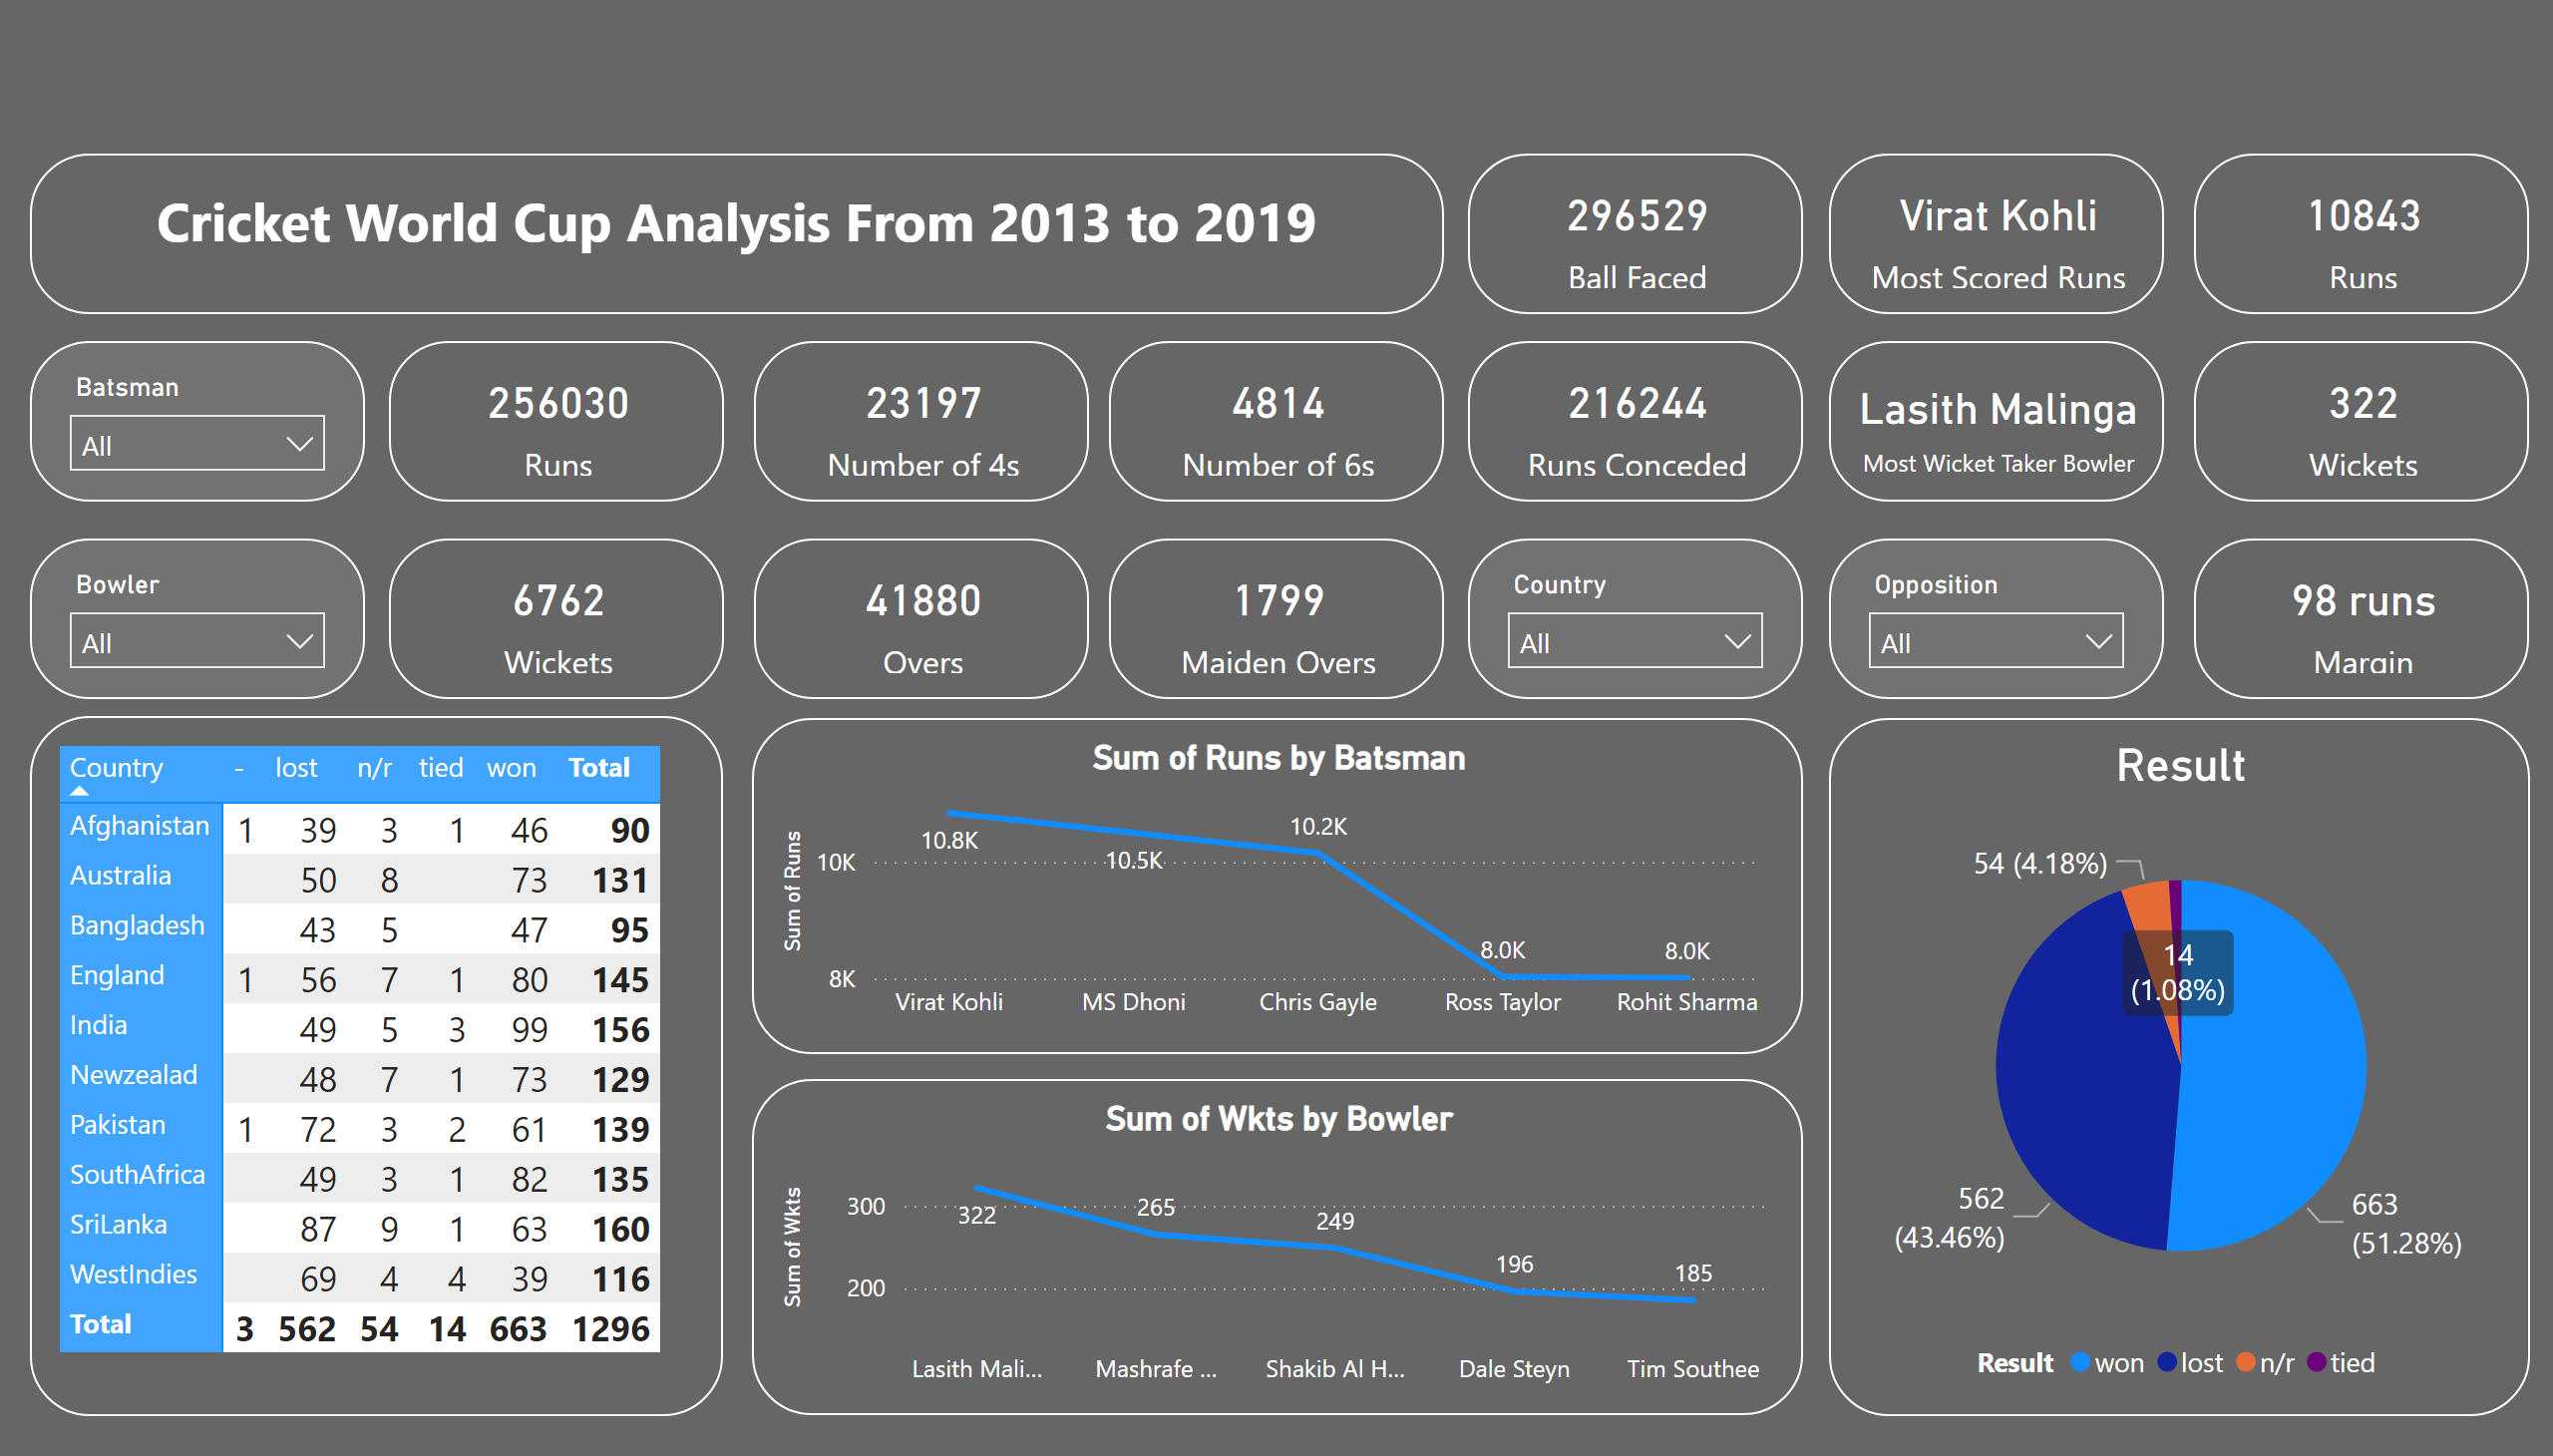 Cricket World Cup Analysis From 2013 to 2019
296529
Ball Faced
Virat Kohli
Most Scored Runs
10843
Runs
Batsman
All
256030
Runs
23197
Number of 4s
4814
Number of 6s
216244
Runs Conceded
Lasith Malinga
Most Wicket Taker Bowler
322
Wickets
Bowler
All
6762
Wickets
41880
Overs
1799
Maiden Overs
Country
All
Opposition
All
98 runs
Margin
Country - lost n/r tied won Total
Afghanistan 1 39 3 1 46 90
Australia 50 8 73 131
Bangladesh 43 5 47 95
England 1 56 7 1 80 145
India 49 5 3 99 156
Newzealad 48 7 1 73 129
Pakistan 1 72 3 2 61 139
SouthAfrica 49 3 1 82 135
SriLanka 87 9 1 63 160
WestIndies 69 4 4 39 116
Total 3 562 54 14 663 1296
Sum of Runs by Batsman
Sum of Runs
10K
8K
10.8K
10.5K
10.2K
8.0K
8.0K
Virat Kohli MS Dhoni Chris Gayle Ross Taylor Rohit Sharma
Sum of Wkts by Bowler
Sum of Wkts
300
200
322
265
249
196
185
Lasith Mali... Mashrafe ... Shakib Al H... Dale Steyn Tim Southee
Result
54 (4.18%)
14
(1.08%)
562
(43.46%)
663
(51.28%)
Result won lost n/r tied